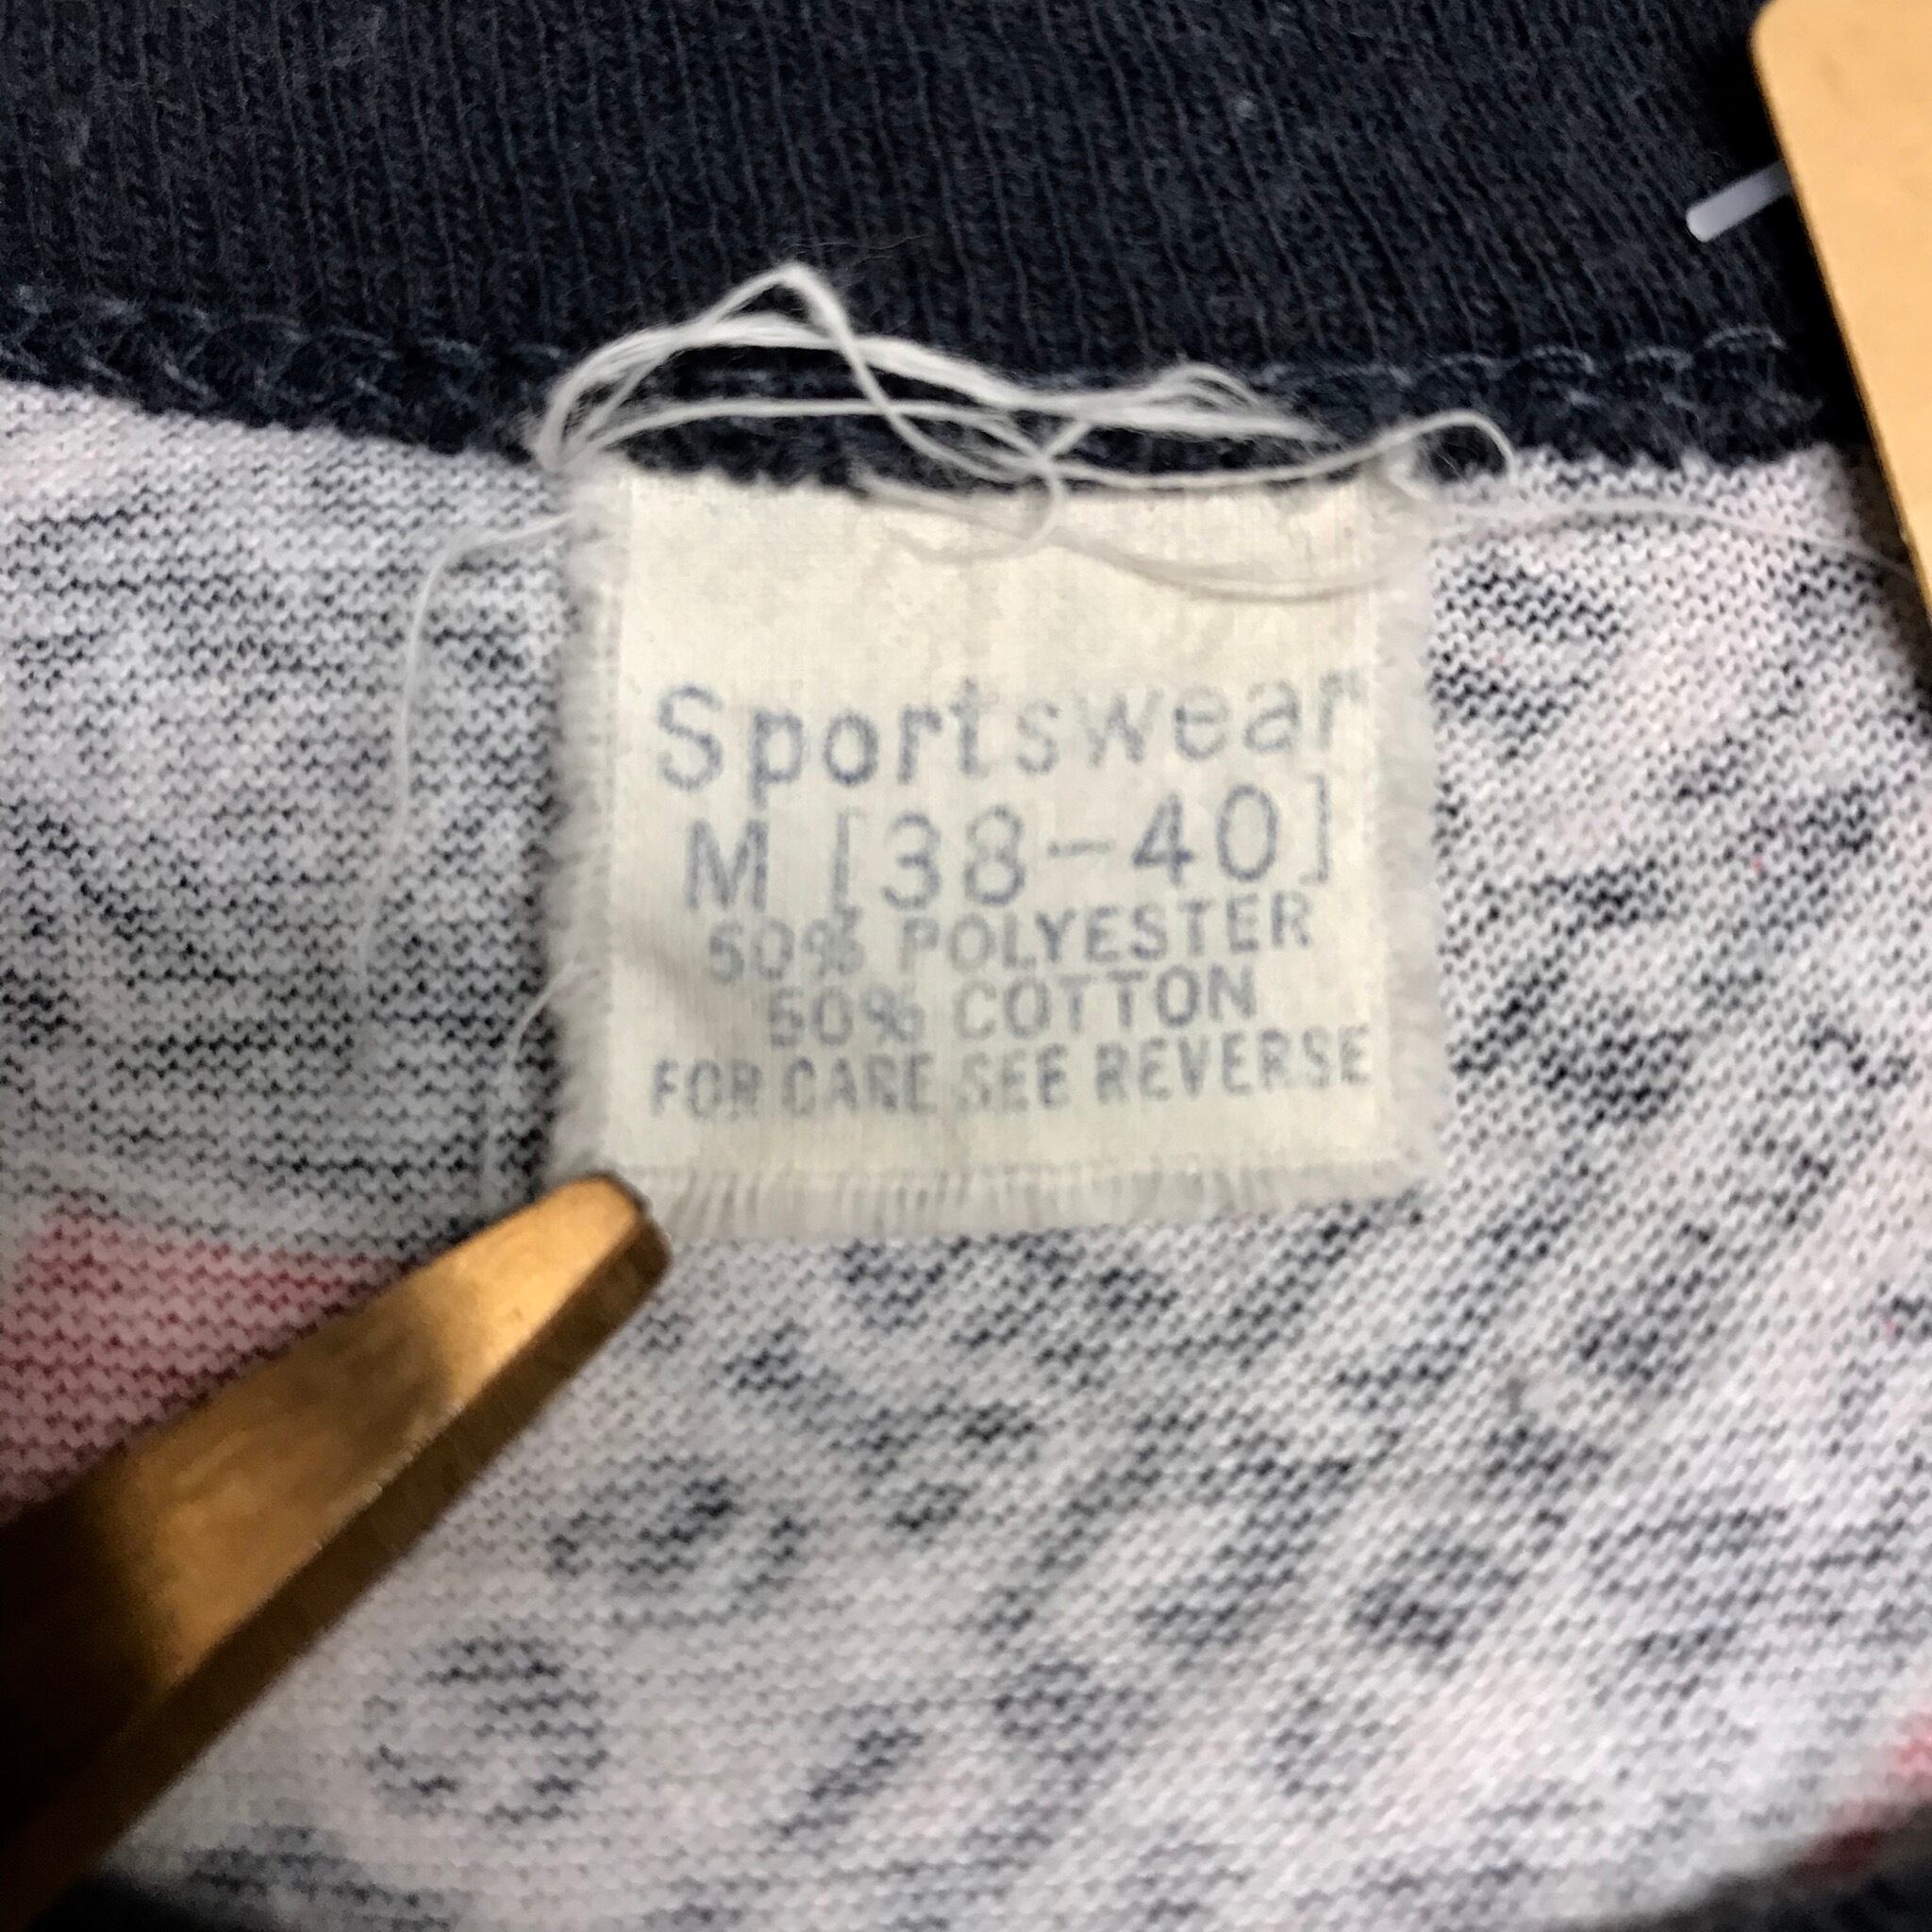 Sportswear
M [38-40]
50% POLYESTER
50% COTTON
FOR CARE SEE REVERSE